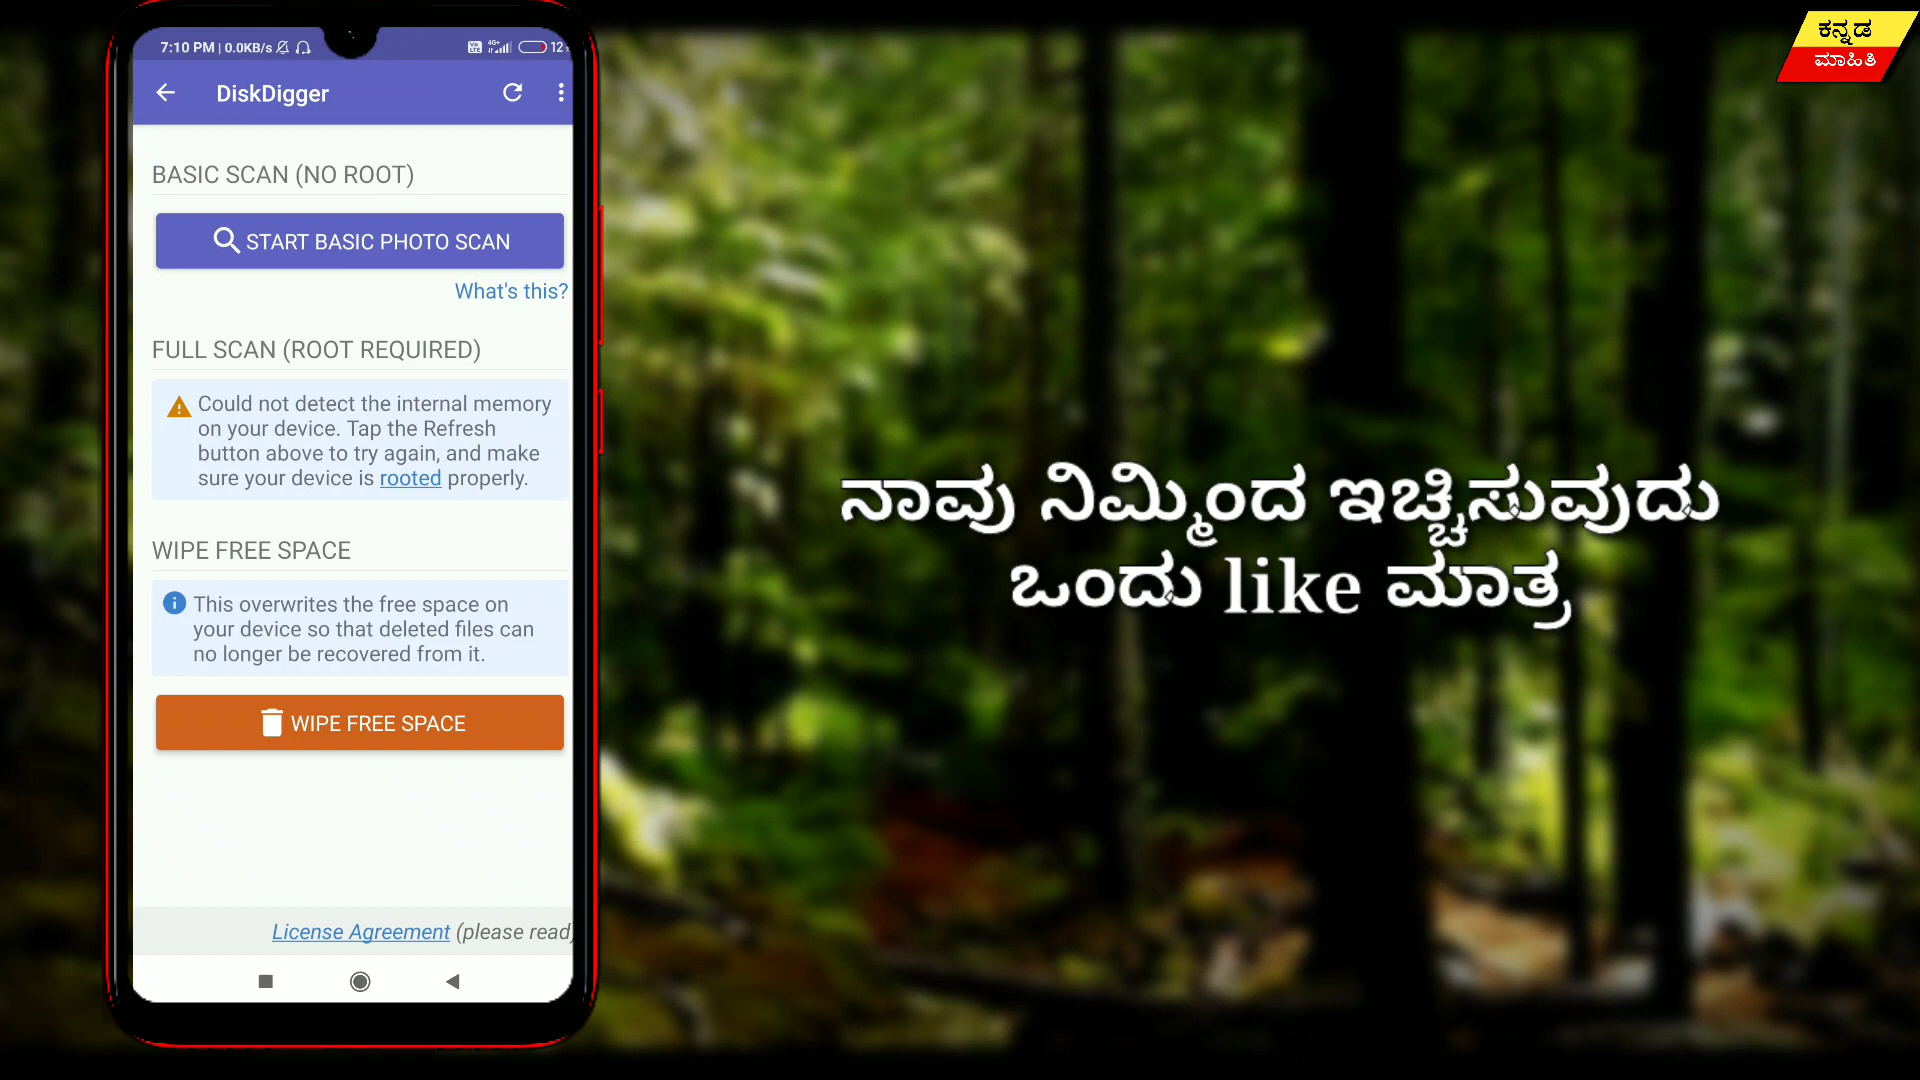 7:10 PM | 0.0KB/s
12
DiskDigger
BASIC SCAN (NO ROOT)
START BASIC PHOTO SCAN
What's this?
FULL SCAN (ROOT REQUIRED)
Could not detect the internal memory
on your device. Tap the Refresh
button above to try again, and make
sure your device is rooted properly.
WIPE FREE SPACE
This overwrites the free space on
your device so that deleted files can
no longer be recovered from it.
WIPE FREE SPACE
License Agreement (please read)
ಕನ್ನಡ
ಮಾಹಿತಿ
ನಾವು ನಿಮ್ಮಿಂದ ಇಚ್ಛಿಸುವುದು
ಒಂದು like ಮಾತ್ರ